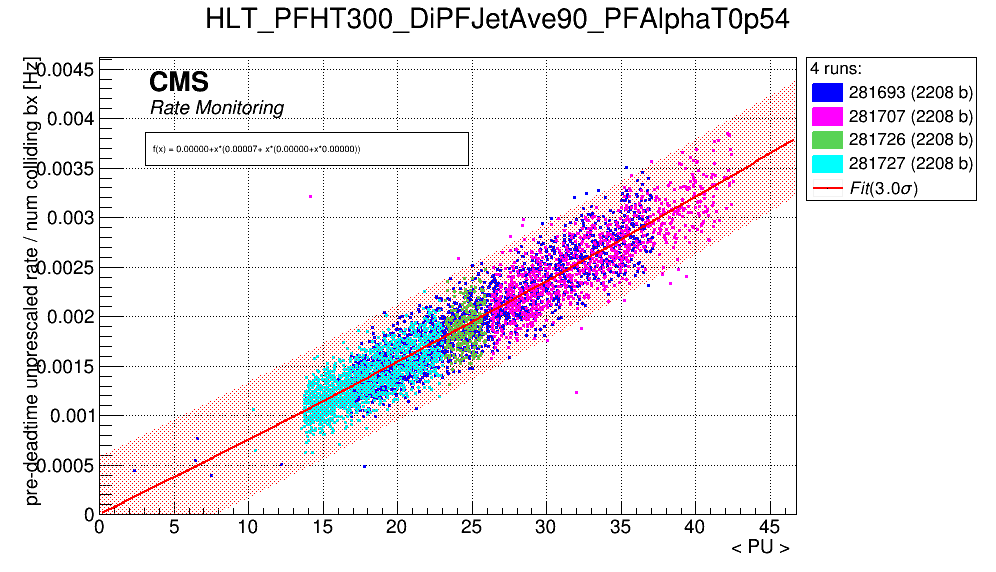 HLT_PFHT300_DiPFJetAve90_PFAlphaT0p54
pre-deadtime unprescaled rate / num colliding bx [Hz]
0.0045
0.004
0.0035
0.003
0.0025
0.002
0.0015
0.001
0.0005
0
CMS
Rate Monitoring
f(x) = 0.00000+x*(0.00007+ x*(0.00000+x*0.00000))
4 runs:
281693 (2208 b)
281707 (2208 b)
281726 (2208 b)
281727 (2208 b)
Fit(3.0σ)
0 5 10 15 20 25 30 35 40 45
< PU >